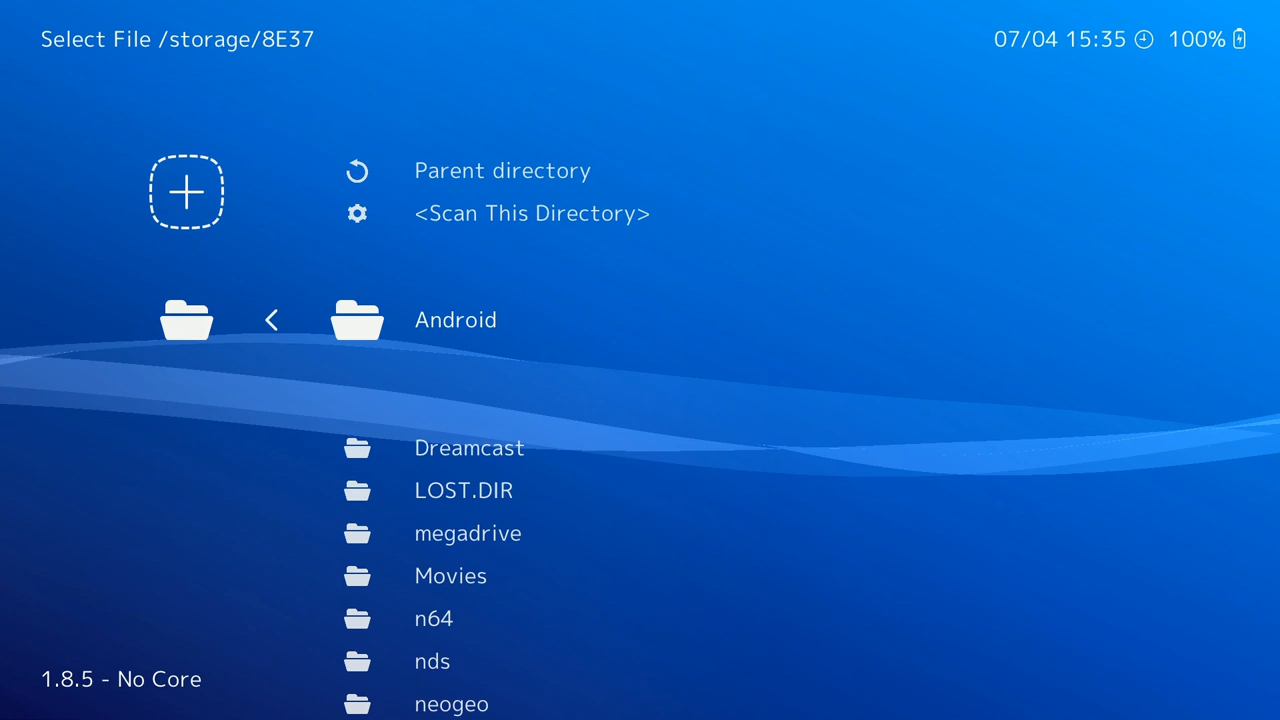 Select File /storage/8E37
07/04 15:35 100%
Parent directory
<Scan This Directory>
Android
Dreamcast
LOST.DIR
megadrive
Movies
n64
nds
neogeo
1.8.5 - No Core